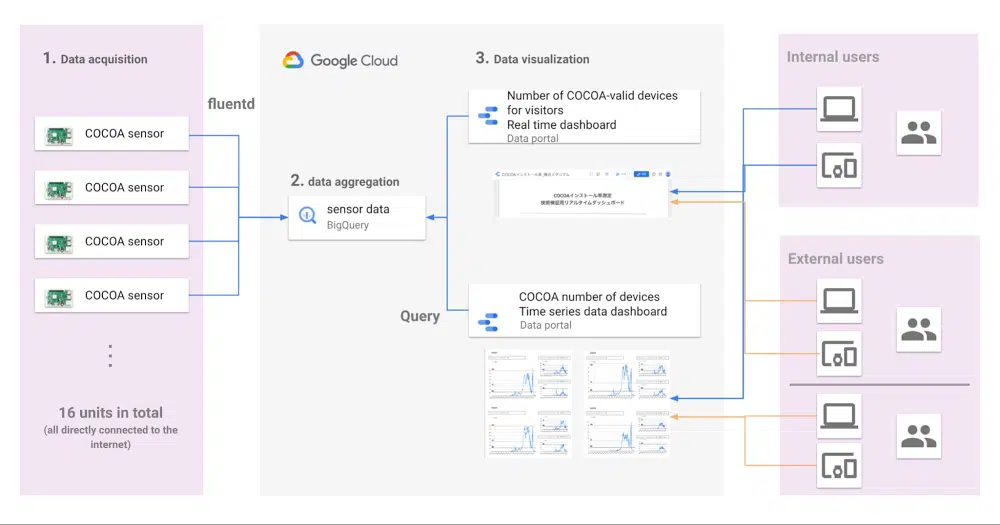 1. Data acquisition
fluentd
COCOA sensor
COCOA sensor
COCOA sensor
COCOA sensor
16 units in total
(all directly connected to the
internet)
Google Cloud
2. data aggregation
sensor data
BigQuery
Query
3. Data visualization
Number of COCOA-valid devices
for visitors
Real time dashboard
Data portal
COCOAインストール率測定
技術検証用リアルタイムダッシュボード
COCOA number of devices
Time series data dashboard
Data portal
Internal users
External users